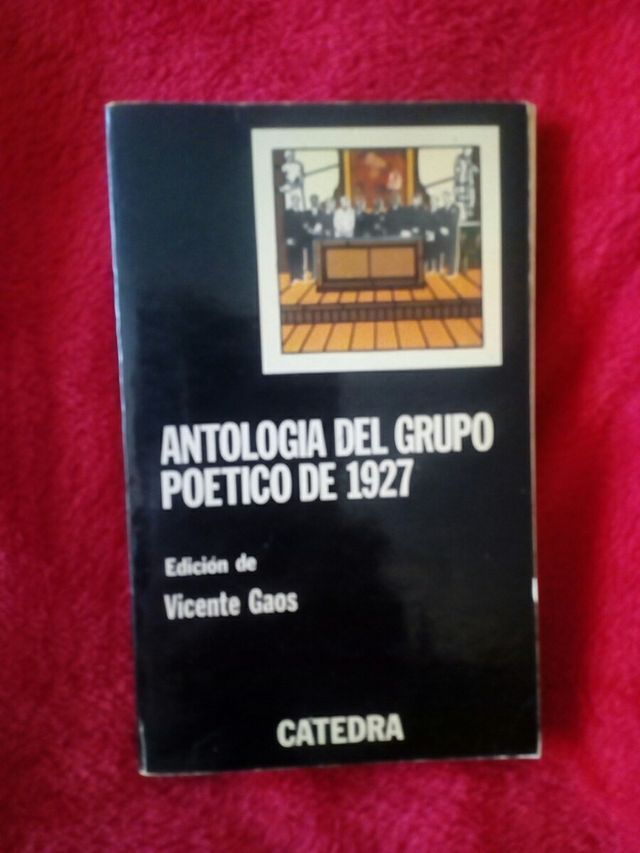 ANTOLOGIA DEL GRUPO
POETICO DE 1927
Edición de
Vicente Gaos
CATEDRA